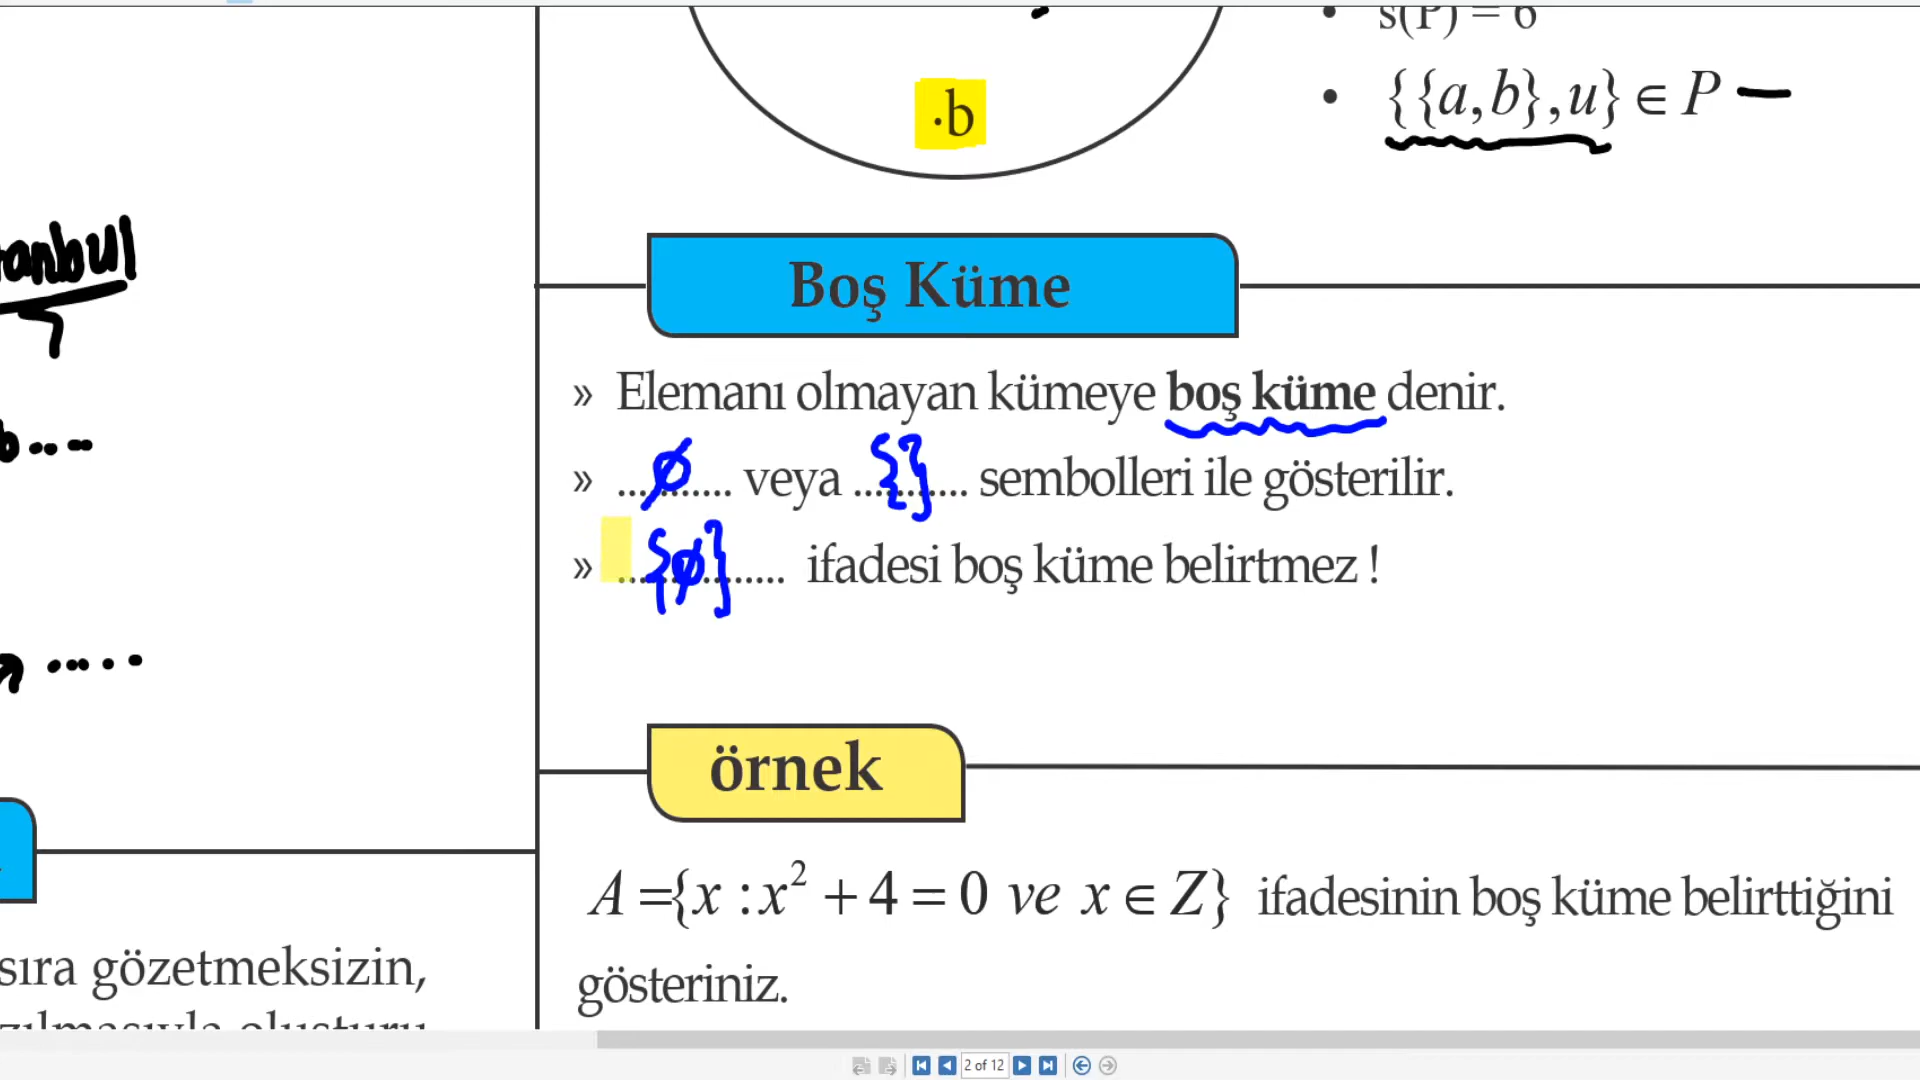 s(P) = 6
·b
{{a,b},u} ∈ P
Boş Küme
» Elemanı olmayan kümeye boş küme denir.
» ....∅.... veya ....{ }.... sembolleri ile gösterilir.
» ....{∅}.... ifadesi boş küme belirtmez !
örnek
A={x : x² + 4 = 0 ve x ∈ Z} ifadesinin boş küme belirttiğini
gösteriniz.
sıra gözetmeksizin,
2 of 12